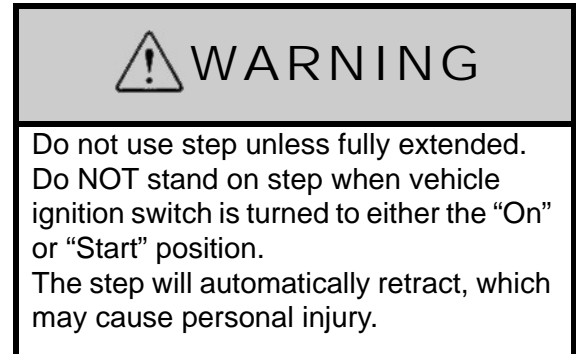 WARNING
Do not use step unless fully extended.
Do NOT stand on step when vehicle
ignition switch is turned to either the “On”
or “Start” position.
The step will automatically retract, which
may cause personal injury.